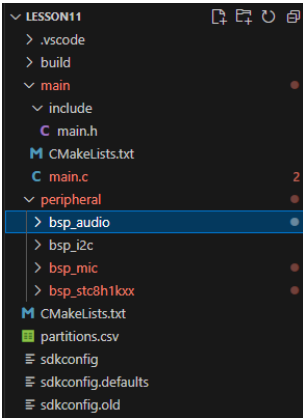 LESSON11
.vscode
build
main
include
C main.h
M CMakeLists.txt
C main.c 2
peripheral
bsp_audio
bsp_i2c
bsp_mic
bsp_stc8h1kxx
M CMakeLists.txt
partitions.csv
sdkconfig
sdkconfig.defaults
sdkconfig.old